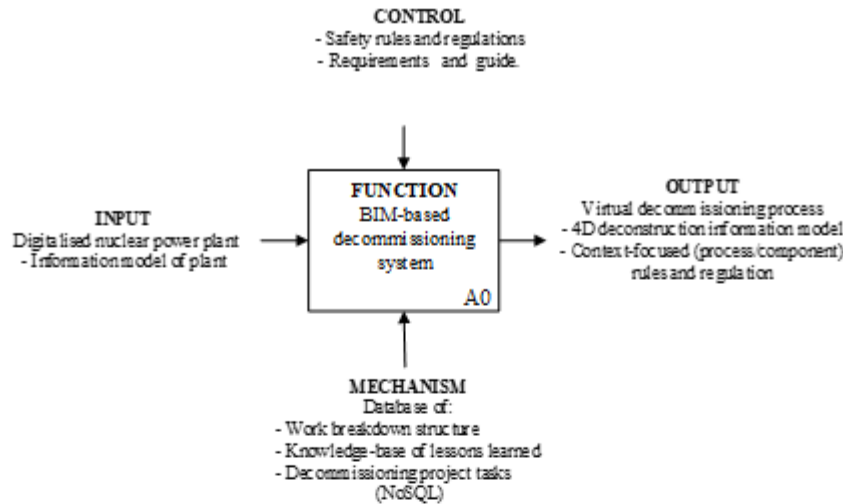 CONTROL
- Safety rules and regulations
- Requirements and guide.
FUNCTION
BIM-based
decommissioning
system
A0
INPUT
Digitalised nuclear power plant
- Information model of plant
OUTPUT
Virtual decommissioning process
- 4D deconstruction information model
- Context-focused (process/component)
rules and regulation
MECHANISM
Database of:
- Work breakdown structure
- Knowledge-base of lessons learned
- Decommissioning project tasks
(NoSQL)